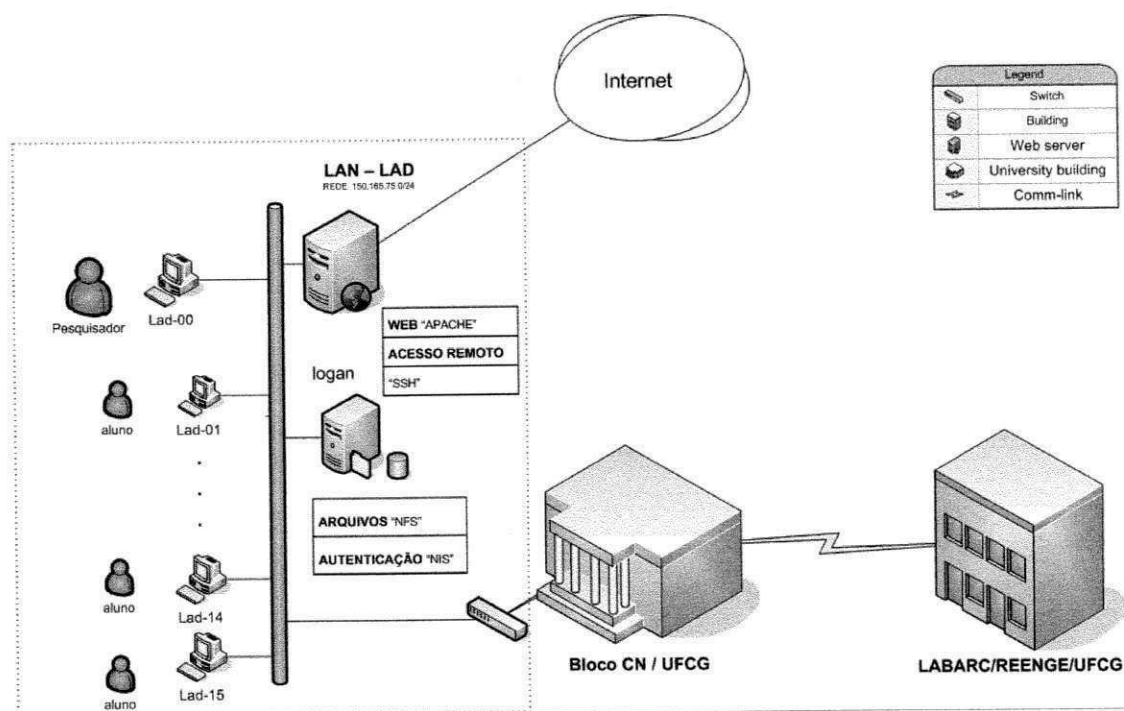 Internet
Legend
Switch
Building
Web server
University building
Comm-link
LAN – LAD
REDE 150.165.75.0/24
Pesquisador
Lad-00
WEB “APACHE”
ACESSO REMOTO
“SSH”
logan
aluno
Lad-01
ARQUIVOS “NFS”
AUTENTICAÇÃO “NIS”
aluno
Lad-14
aluno
Lad-15
Bloco CN / UFCG
LABARC/REENGE/UFCG